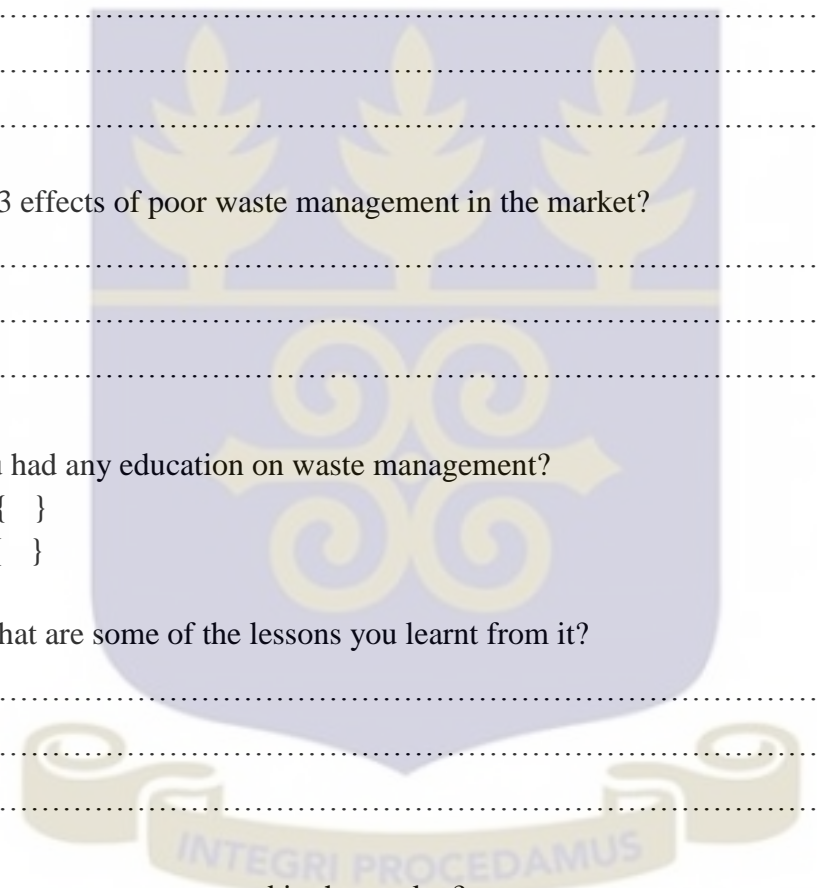 ………………………………………………………………………
………………………………………………………………………
………………………………………………………………………
3 effects of poor waste management in the market?
………………………………………………………………………
………………………………………………………………………
………………………………………………………………………
had any education on waste management?
{ }
}
hat are some of the lessons you learnt from it?
………………………………………………………………………
………………………………………………………………………
………………………………………………………………………
INTEGRI PROCEDAMUS